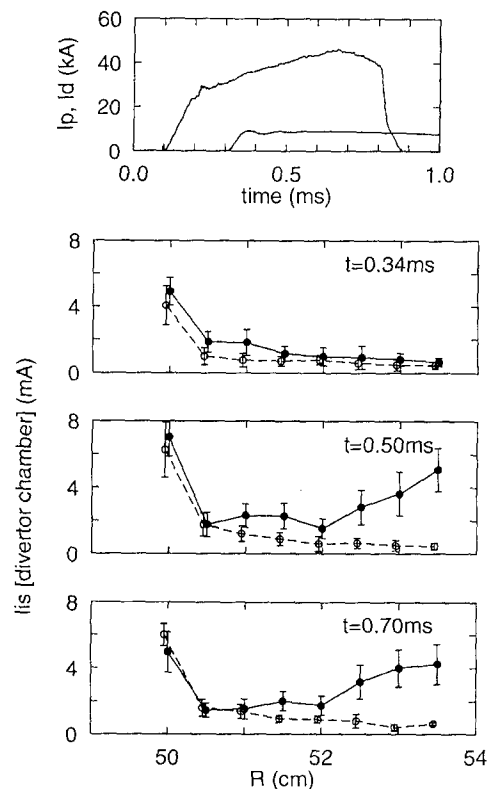 60
40
20
0
Ip, Id (kA)
0.0 0.5 1.0
time (ms)
8
4
0
t=0.34ms
8
4
0
t=0.50ms
Iis [divertor chamber] (mA)
8
4
0
t=0.70ms
50 52 54
R (cm)